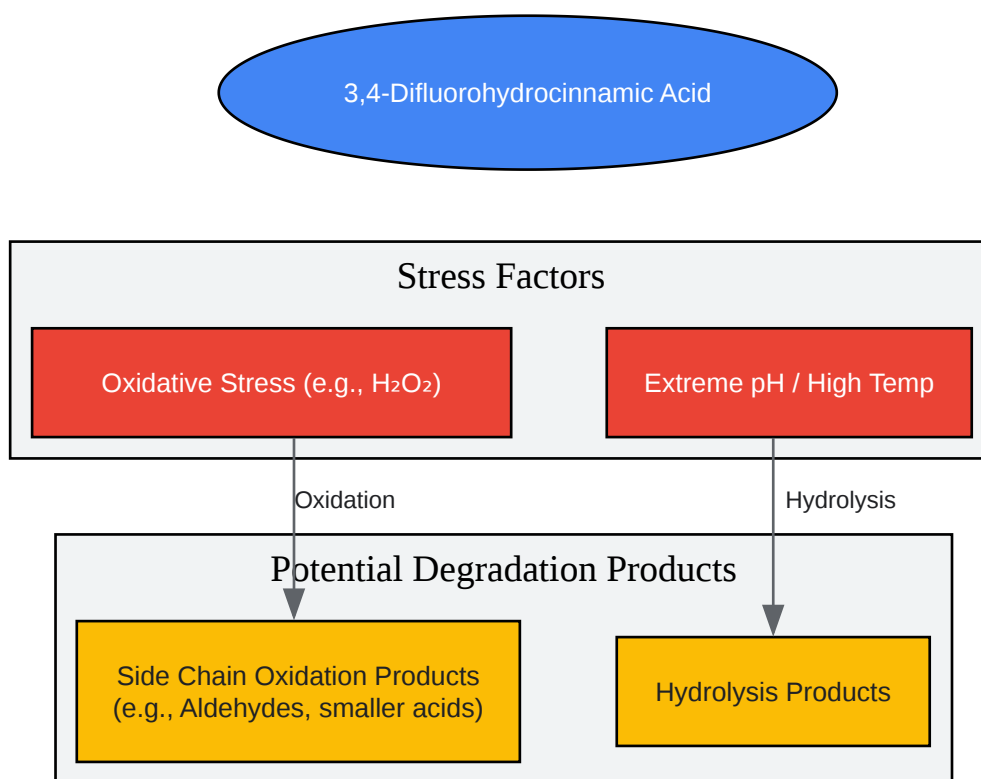 3,4-Difluorohydrocinnamic Acid
Stress Factors
Oxidative Stress (e.g., H₂O₂)
Extreme pH / High Temp
Oxidation
Hydrolysis
Potential Degradation Products
Side Chain Oxidation Products
(e.g., Aldehydes, smaller acids)
Hydrolysis Products